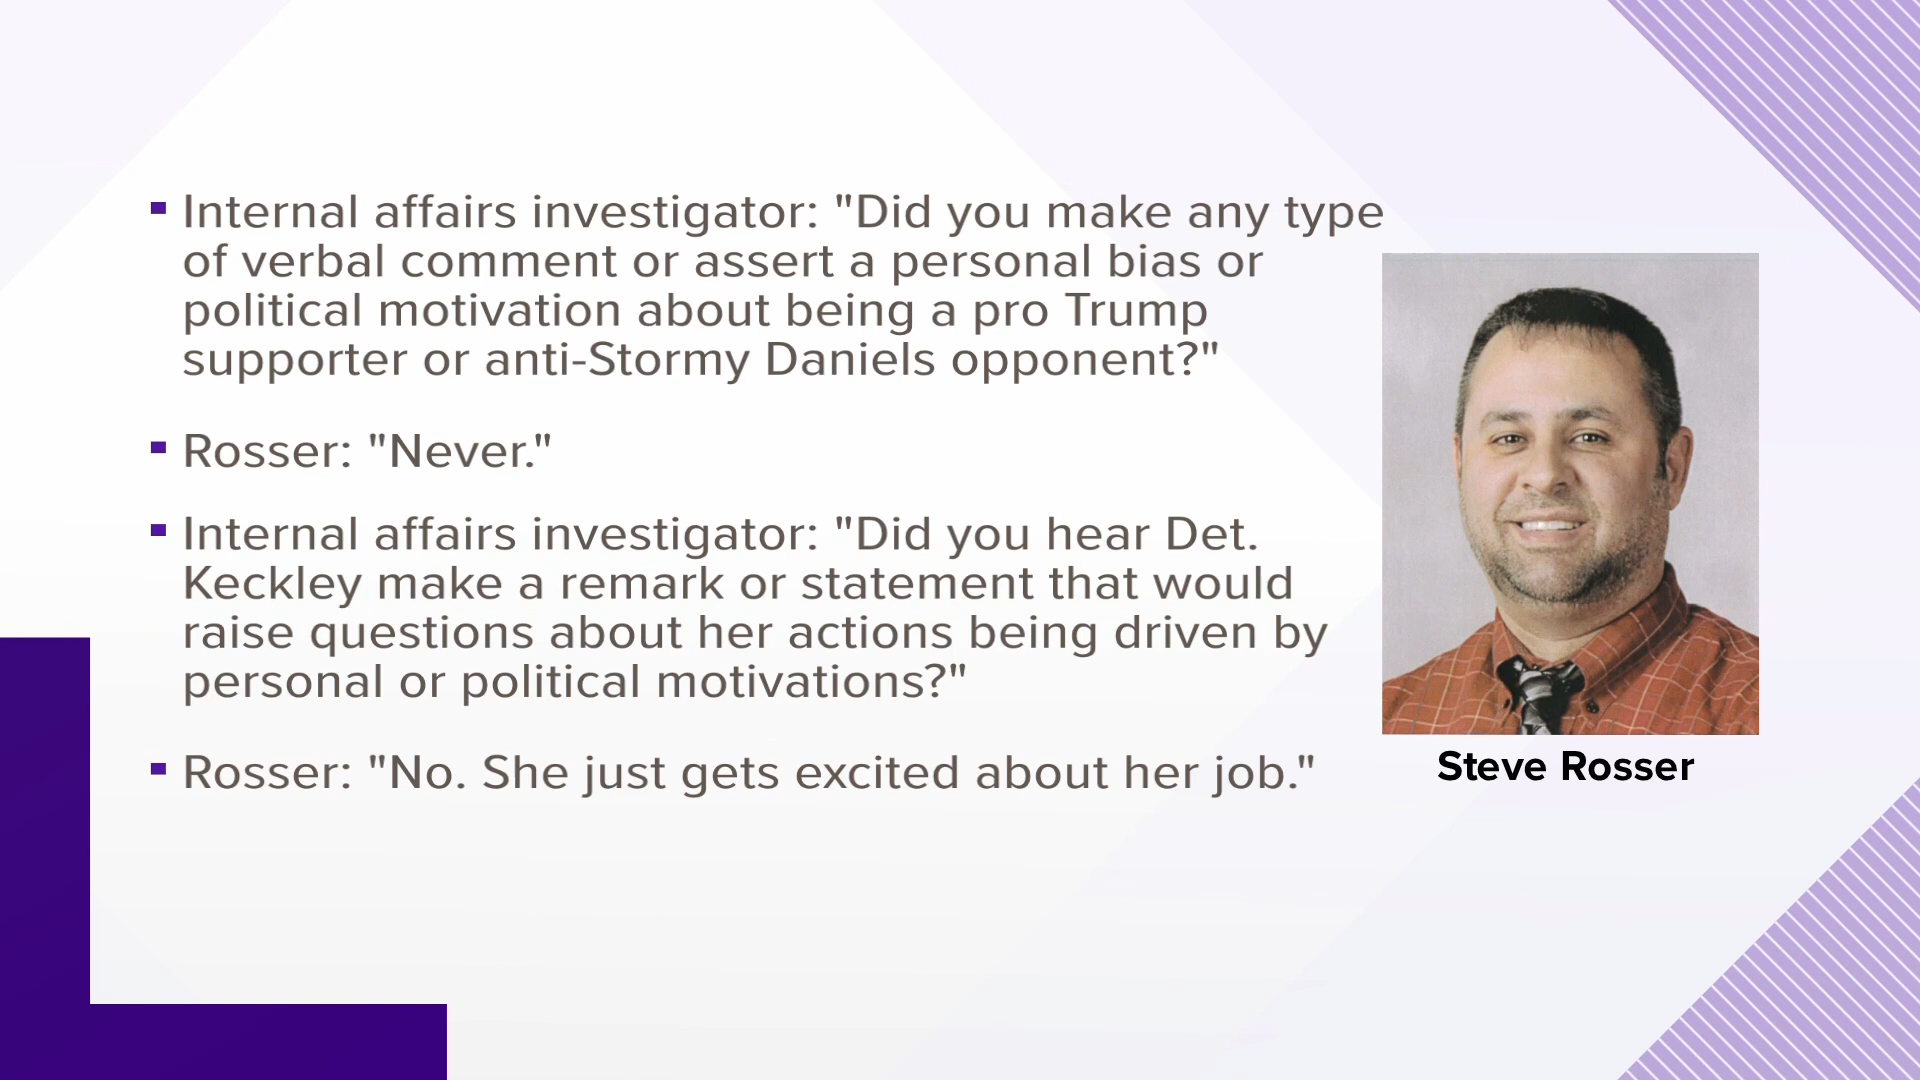 Internal affairs investigator: "Did you make any type
of verbal comment or assert a personal bias or
political motivation about being a pro Trump
supporter or anti-Stormy Daniels opponent?"
Rosser: "Never."
Internal affairs investigator: "Did you hear Det.
Keckley make a remark or statement that would
raise questions about her actions being driven by
personal or political motivations?"
Rosser: "No. She just gets excited about her job."
Steve Rosser